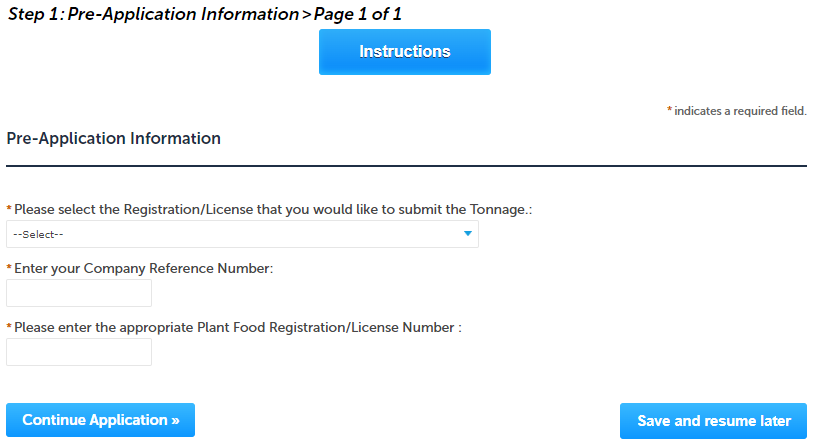 Step 1: Pre-Application Information > Page 1 of 1
Instructions
* indicates a required field.
Pre-Application Information
* Please select the Registration/License that you would like to submit the Tonnage.:
--Select--
* Enter your Company Reference Number:
* Please enter the appropriate Plant Food Registration/License Number :
Continue Application »
Save and resume later